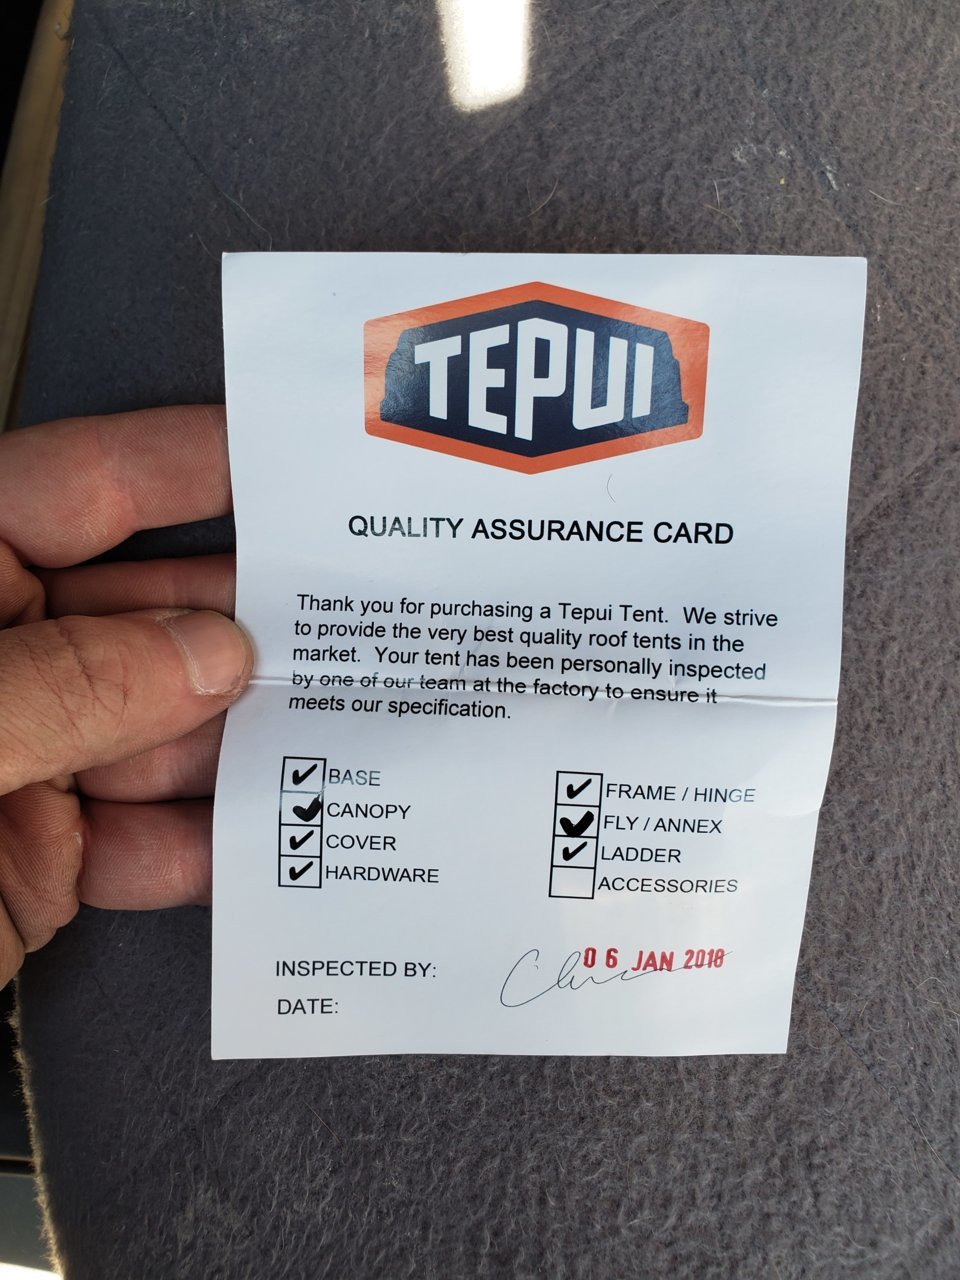 TEPUI
QUALITY ASSURANCE CARD
Thank you for purchasing a Tepui Tent. We strive
to provide the very best quality roof tents in the
market. Your tent has been personally inspected
by one of our team at the factory to ensure it
meets our specification.
BASE
CANOPY
COVER
HARDWARE
FRAME / HINGE
FLY / ANNEX
LADDER
ACCESSORIES
INSPECTED BY:
06 JAN 2018
DATE: